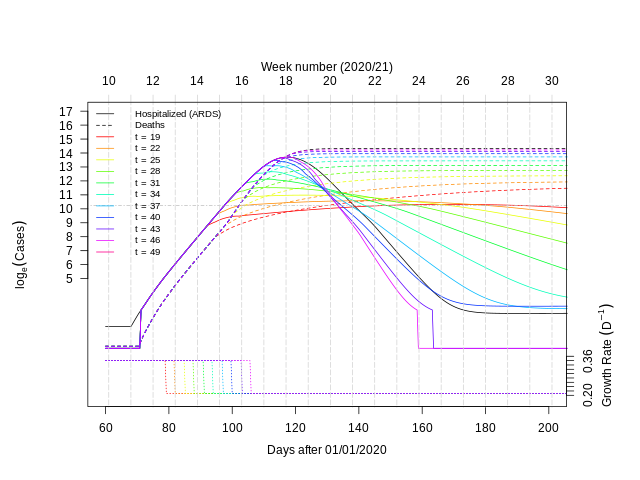 Week number (2020/21)
10 12 14 16 18 20 22 24 26 28 30
17
16
15
14
13
12
11
10
9
8
7
6
5
logₑ(Cases)
Hospitalized (ARDS)
Deaths
t = 19
t = 22
t = 25
t = 28
t = 31
t = 34
t = 37
t = 40
t = 43
t = 46
t = 49
0.20 0.36
Growth Rate (D⁻¹)
60 80 100 120 140 160 180 200
Days after 01/01/2020